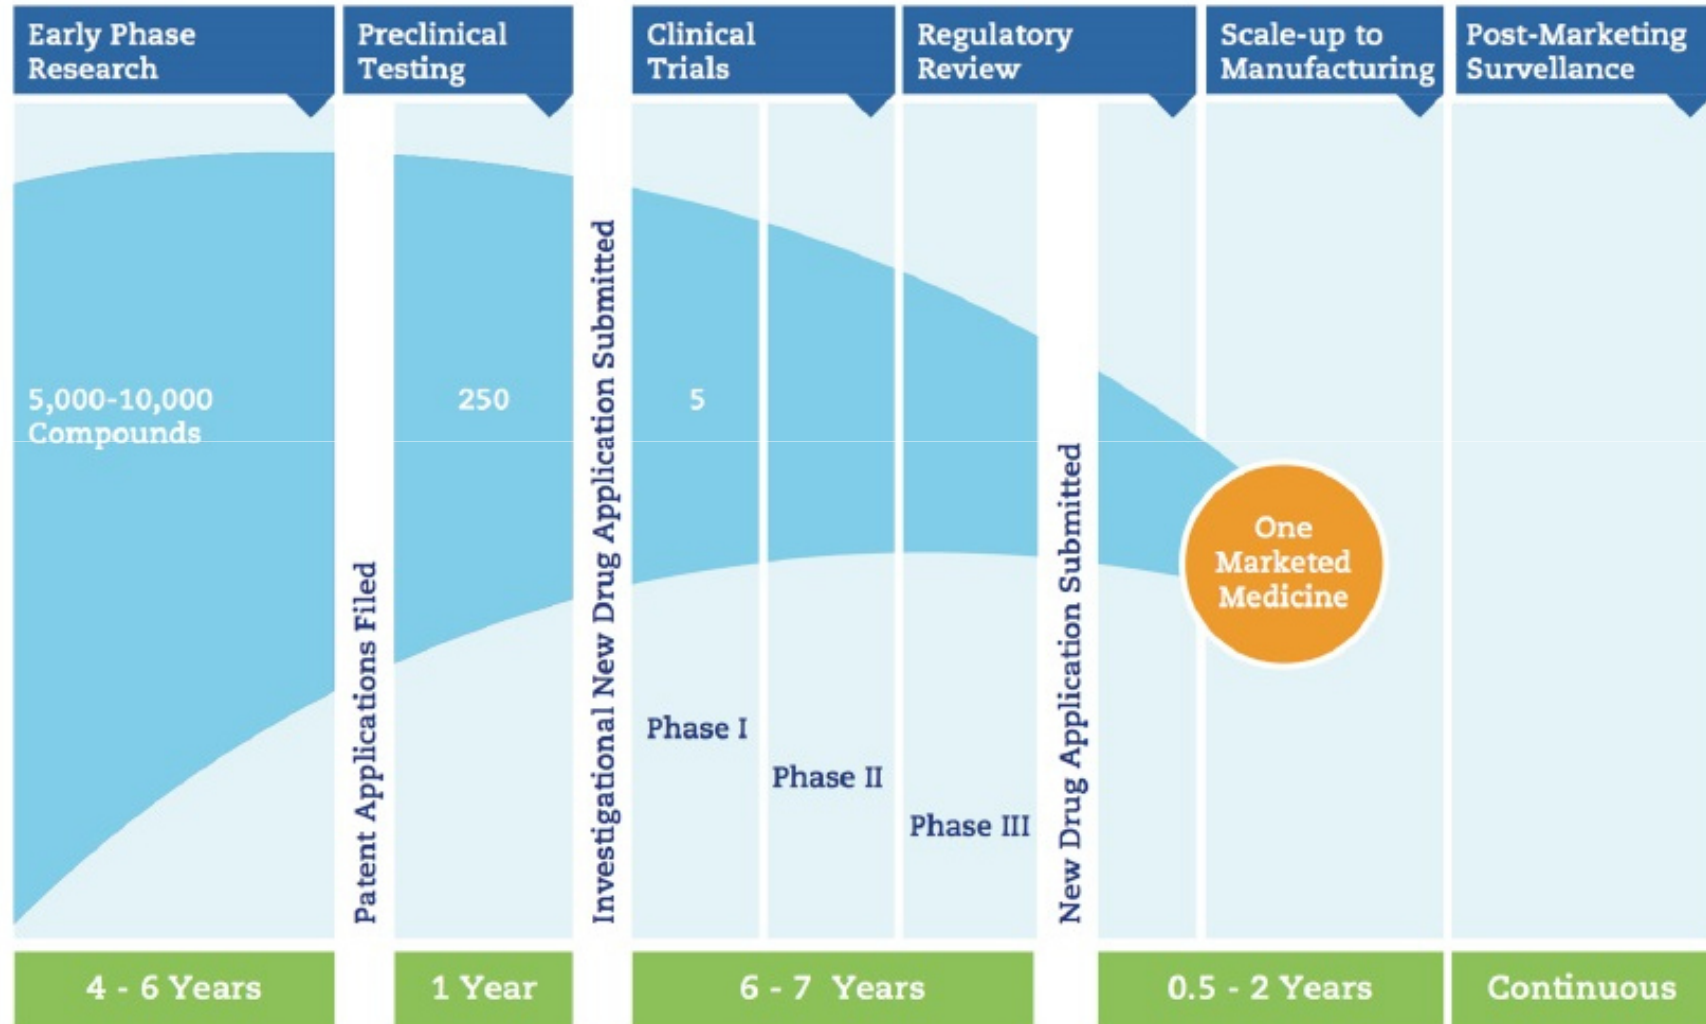 Early Phase
Research
Preclinical
Testing
Clinical
Trials
Regulatory
Review
Scale-up to
Manufacturing
Post-Marketing
Survellance
5,000-10,000
Compounds
Patent Applications Filed
250
Investigational New Drug Application Submitted
5
Phase I
Phase II
Phase III
New Drug Application Submitted
One
Marketed
Medicine
4 - 6 Years
1 Year
6 - 7 Years
0.5 - 2 Years
Continuous